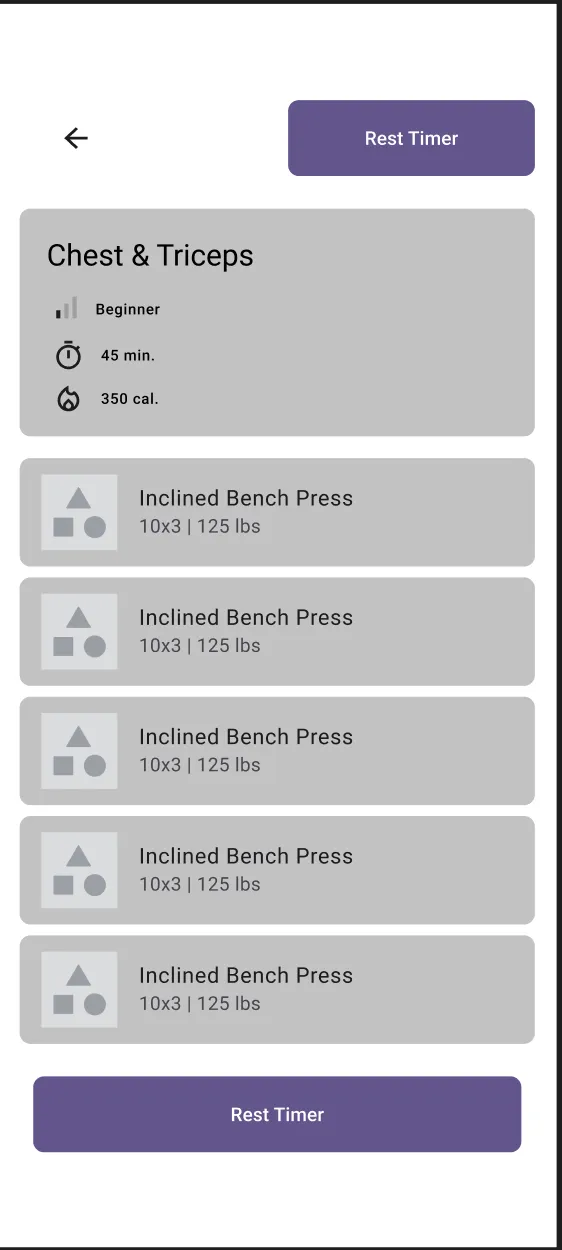 Rest Timer
Chest & Triceps
Beginner
45 min.
350 cal.
Inclined Bench Press
10x3 | 125 lbs
Inclined Bench Press
10x3 | 125 lbs
Inclined Bench Press
10x3 | 125 lbs
Inclined Bench Press
10x3 | 125 lbs
Inclined Bench Press
10x3 | 125 lbs
Rest Timer